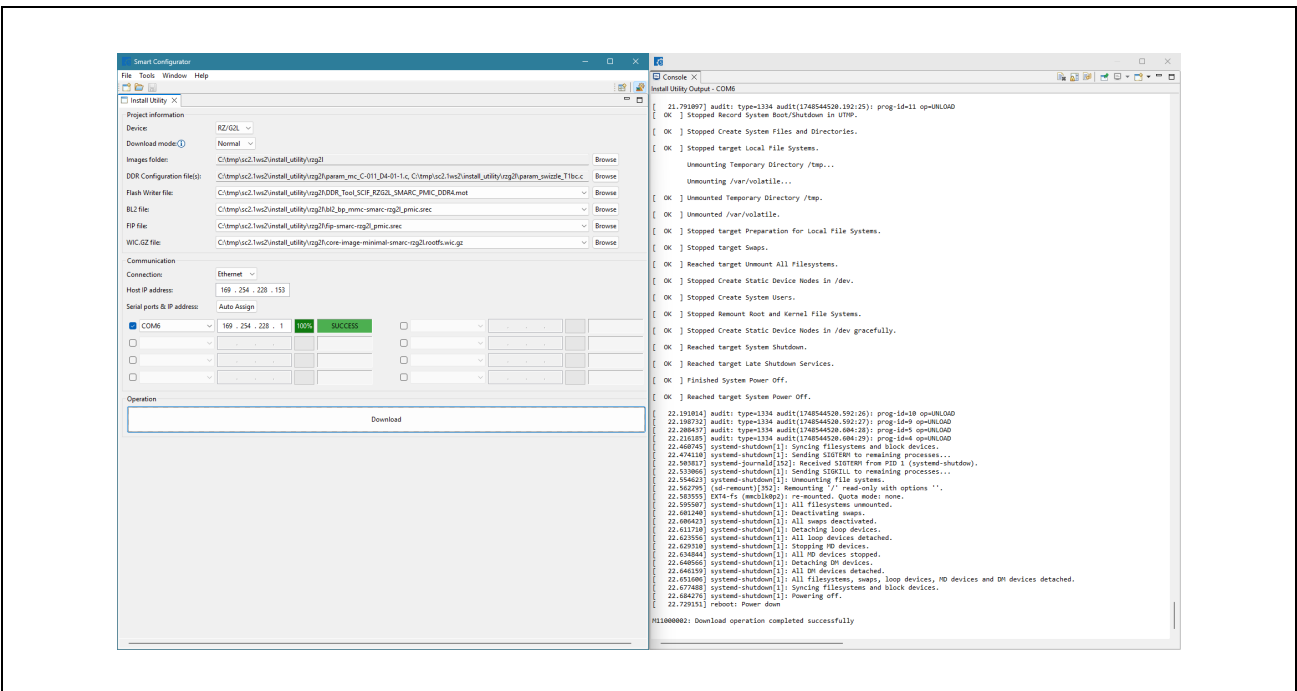 Smart Configurator
File Tools Window Help
Install Utility
Project information
Device: RZ/G2L
Download mode: Normal
Images folder: C:\tmp\sc2.1ws2\install_utility\rzg2l Browse
DDR Configuration file(s): C:\tmp\sc2.1ws2\install_utility\rzg2l\param_mc_C-011_D4-01-1.c, C:\tmp\sc2.1ws2\install_utility\rzg2l\param_swizzle_T1bc.c Browse
Flash Writer file: C:\tmp\sc2.1ws2\install_utility\rzg2l\DDR_Tool_SCIF_RZG2L_SMARC_PMIC_DDR4.mot Browse
BL2 file: C:\tmp\sc2.1ws2\install_utility\rzg2l\bl2_bp_mmc-smarc-rzg2l_pmic.srec Browse
FIP file: C:\tmp\sc2.1ws2\install_utility\rzg2l\fip-smarc-rzg2l_pmic.srec Browse
WIC.GZ file: C:\tmp\sc2.1ws2\install_utility\rzg2l\core-image-minimal-smarc-rzg2l.rootfs.wic.gz Browse
Communication
Connection: Ethernet
Host IP address: 169 . 254 . 228 . 153
Serial ports & IP address: Auto Assign
COM6 169 . 254 . 228 . 1 100% SUCCESS
Operation
Download
Console
Install Utility Output - COM6
[ 21.791097] audit: type=1334 audit(1748544520.192:25): prog-id=11 op=UNLOAD
[ OK ] Stopped Record System Boot/Shutdown in UTMP.
[ OK ] Stopped Create System Files and Directories.
[ OK ] Stopped target Local File Systems.
Unmounting Temporary Directory /tmp...
Unmounting /var/volatile...
[ OK ] Unmounted Temporary Directory /tmp.
[ OK ] Unmounted /var/volatile.
[ OK ] Stopped target Preparation for Local File Systems.
[ OK ] Stopped target Swaps.
[ OK ] Reached target Unmount All Filesystems.
[ OK ] Stopped Create Static Device Nodes in /dev.
[ OK ] Stopped Create System Users.
[ OK ] Stopped Remount Root and Kernel File Systems.
[ OK ] Stopped Create Static Device Nodes in /dev gracefully.
[ OK ] Reached target System Shutdown.
[ OK ] Reached target Late Shutdown Services.
[ OK ] Finished System Power Off.
[ OK ] Reached target System Power Off.
[ 22.191014] audit: type=1334 audit(1748544520.592:26): prog-id=10 op=UNLOAD
[ 22.198732] audit: type=1334 audit(1748544520.592:27): prog-id=9 op=UNLOAD
[ 22.208437] audit: type=1334 audit(1748544520.604:28): prog-id=5 op=UNLOAD
[ 22.216185] audit: type=1334 audit(1748544520.604:29): prog-id=4 op=UNLOAD
[ 22.460745] systemd-shutdown[1]: Syncing filesystems and block devices.
[ 22.474110] systemd-shutdown[1]: Sending SIGTERM to remaining processes...
[ 22.503817] systemd-journald[152]: Received SIGTERM from PID 1 (systemd-shutdow).
[ 22.533066] systemd-shutdown[1]: Sending SIGKILL to remaining processes...
[ 22.554623] systemd-shutdown[1]: Unmounting file systems.
[ 22.562795] (sd-remount)[352]: Remounting '/' read-only with options ''.
[ 22.583555] EXT4-fs (mmcblk0p2): re-mounted. Quota mode: none.
[ 22.595507] systemd-shutdown[1]: All filesystems unmounted.
[ 22.601240] systemd-shutdown[1]: Deactivating swaps.
[ 22.606423] systemd-shutdown[1]: All swaps deactivated.
[ 22.611710] systemd-shutdown[1]: Detaching loop devices.
[ 22.623556] systemd-shutdown[1]: All loop devices detached.
[ 22.629310] systemd-shutdown[1]: Stopping MD devices.
[ 22.634844] systemd-shutdown[1]: All MD devices stopped.
[ 22.640566] systemd-shutdown[1]: Detaching DM devices.
[ 22.646159] systemd-shutdown[1]: All DM devices detached.
[ 22.651606] systemd-shutdown[1]: All filesystems, swaps, loop devices, MD devices and DM devices detached.
[ 22.677488] systemd-shutdown[1]: Syncing filesystems and block devices.
[ 22.684276] systemd-shutdown[1]: Powering off.
[ 22.729151] reboot: Power down
M11000002: Download operation completed successfully